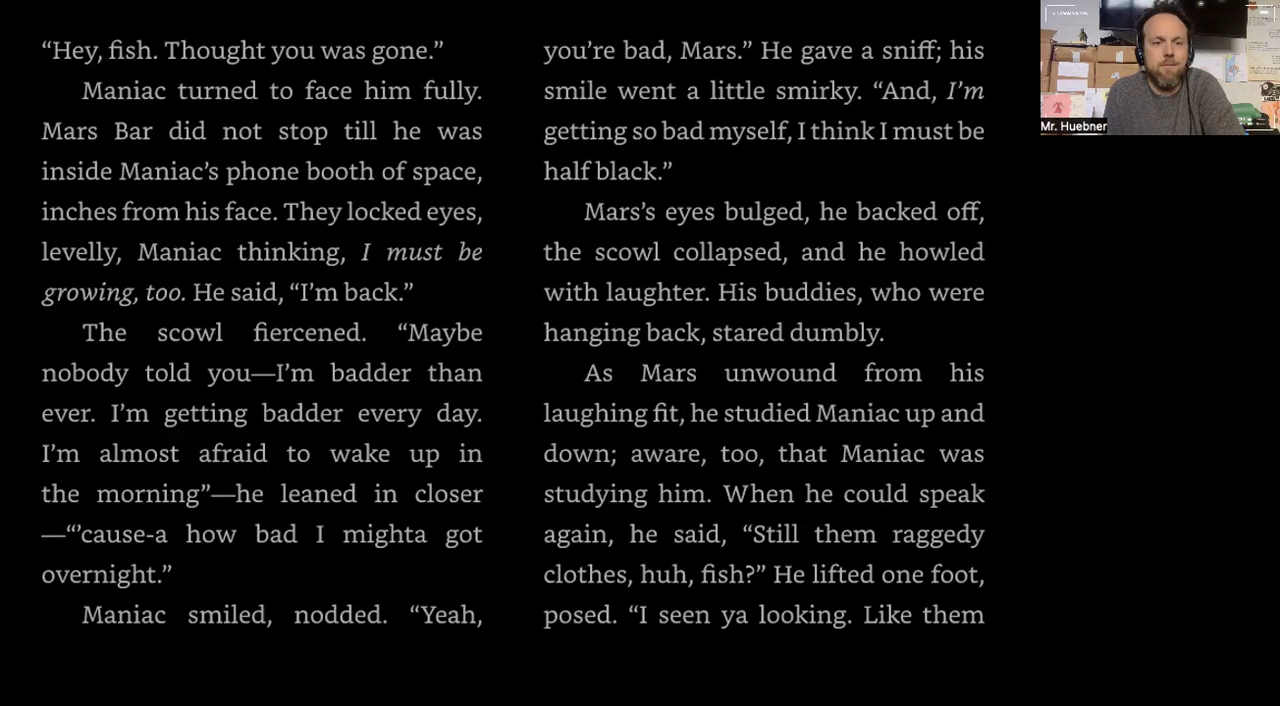 “Hey, fish. Thought you was gone.”
Maniac turned to face him fully.
Mars Bar did not stop till he was
inside Maniac’s phone booth of space,
inches from his face. They locked eyes,
levelly, Maniac thinking, I must be
growing, too. He said, “I’m back.”
The scowl fiercened. “Maybe
nobody told you—I’m badder than
ever. I’m getting badder every day.
I’m almost afraid to wake up in
the morning”—he leaned in closer
—“’cause-a how bad I mighta got
overnight.”
Maniac smiled, nodded. “Yeah,
you’re bad, Mars.” He gave a sniff; his
smile went a little smirky. “And, I’m
getting so bad myself, I think I must be
half black.”
Mars’s eyes bulged, he backed off,
the scowl collapsed, and he howled
with laughter. His buddies, who were
hanging back, stared dumbly.
As Mars unwound from his
laughing fit, he studied Maniac up and
down; aware, too, that Maniac was
studying him. When he could speak
again, he said, “Still them raggedy
clothes, huh, fish?” He lifted one foot,
posed. “I seen ya looking. Like them
Mr. Huebner